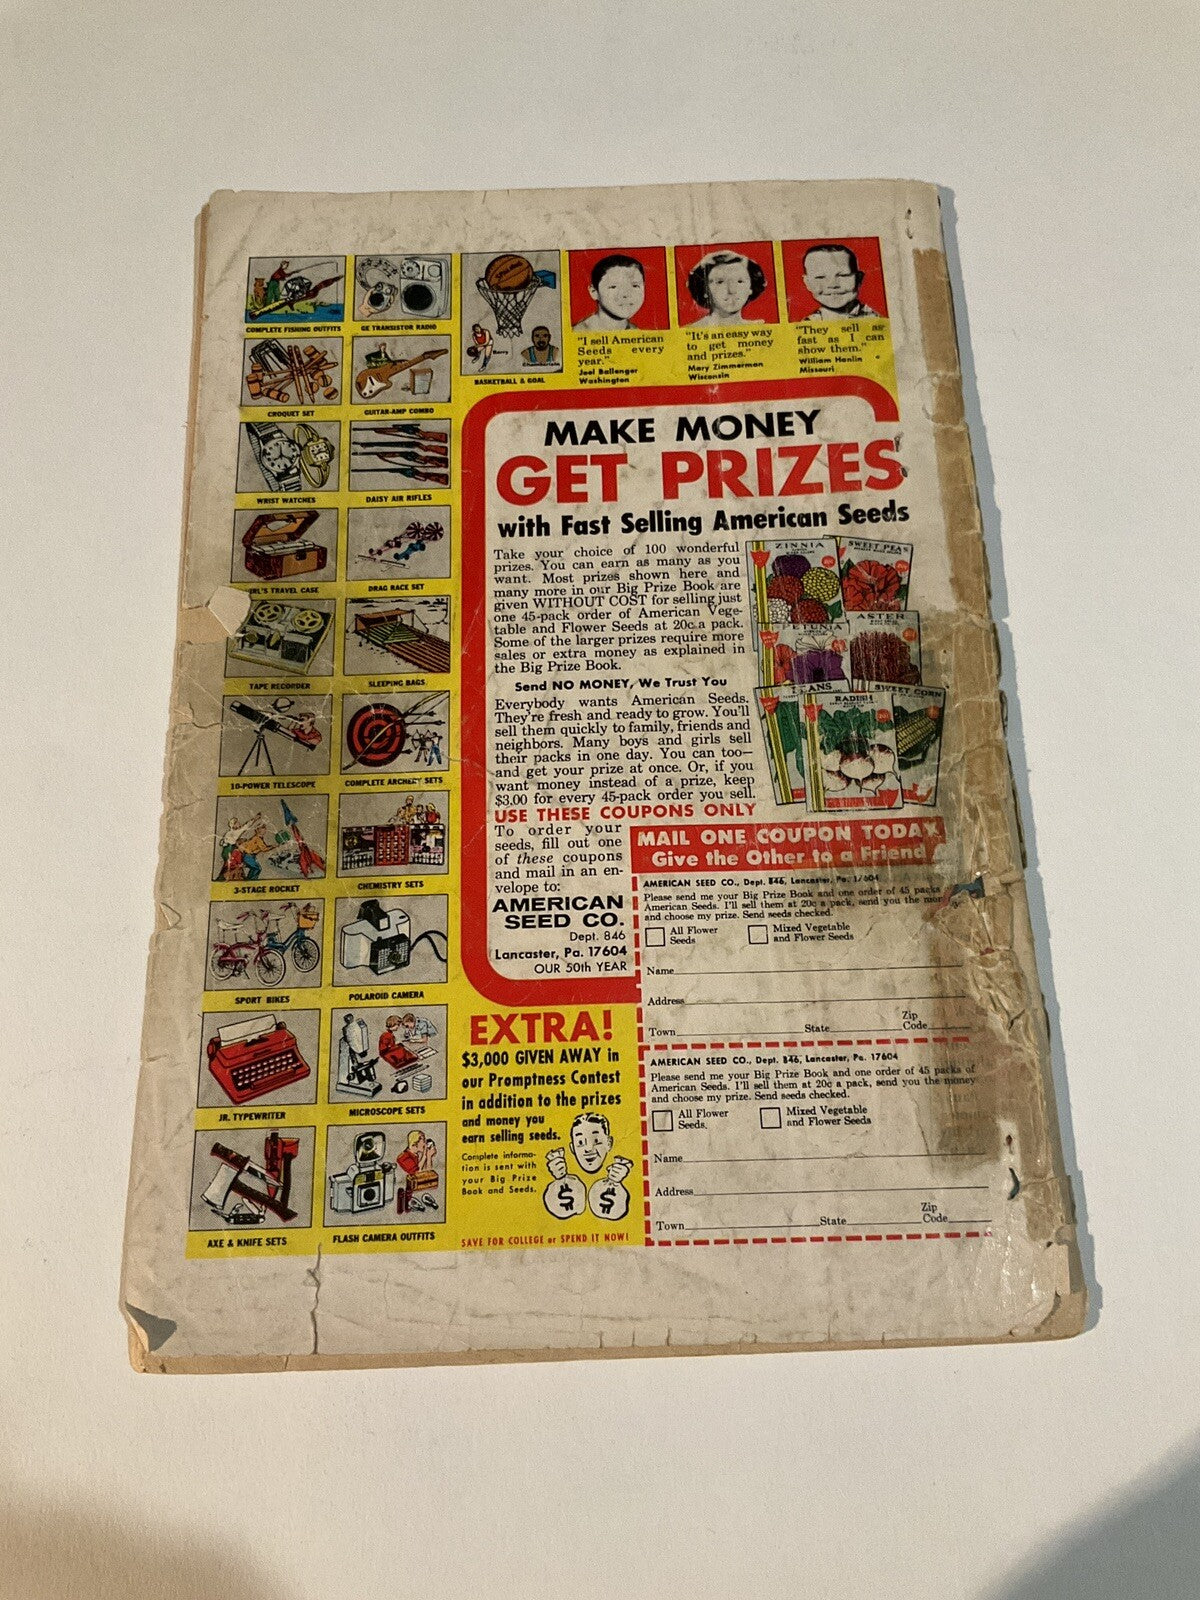 COMPLETE FISHING OUTFITS
GE TRANSISTOR RADIO
CROQUET SET
GUITAR-AMP COMBO
WRIST WATCHES
DAISY AIR RIFLES
GIRL'S TRAVEL CASE
DRAG RACE SET
TAPE RECORDER
SLEEPING BAGS
10-POWER TELESCOPE
COMPLETE ARCHERY SETS
3-STAGE ROCKET
CHEMISTRY SETS
SPORT BIKES
POLAROID CAMERA
JR. TYPEWRITER
MICROSCOPE SETS
AXE & KNIFE SETS
FLASH CAMERA OUTFITS
SPALDING
Barry
Chamberlain
BASKETBALL & GOAL
"I sell American
Seeds every
year."
Joel Ballenger
Washington
"It's an easy way
to get money
and prizes."
Mary Zimmerman
Wisconsin
"They sell as
fast as I can
show them."
William Hanlin
Missouri
MAKE MONEY
GET PRIZES
with Fast Selling American Seeds
Take your choice of 100 wonderful
prizes. You can earn as many as you
want. Most prizes shown here and
many more in our Big Prize Book are
given WITHOUT COST for selling just
one 45-pack order of American Vege-
table and Flower Seeds at 20c a pack.
Some of the larger prizes require more
sales or extra money as explained in
the Big Prize Book.
Send NO MONEY, We Trust You
Everybody wants American Seeds.
They're fresh and ready to grow. You'll
sell them quickly to family, friends and
neighbors. Many boys and girls sell
their packs in one day. You can too—
and get your prize at once. Or, if you
want money instead of a prize, keep
$3.00 for every 45-pack order you sell.
ZINNIA
SWEET PEAS
PETUNIA
ASTER
SWEET CORN
RADISH
USE THESE COUPONS ONLY
To order your
seeds, fill out one
of these coupons
and mail in an en-
velope to:
AMERICAN
SEED CO.
Dept. 846
Lancaster, Pa. 17604
OUR 50th YEAR
MAIL ONE COUPON TODAY
Give the Other to a Friend
AMERICAN SEED CO., Dept. 846, Lancaster, Pa. 17604
Please send me your Big Prize Book and one order of 45 packs
American Seeds. I'll sell them at 20c a pack, send you the mon
and choose my prize. Send seeds checked.
All Flower
Seeds
Mixed Vegetable
and Flower Seeds
Name
Address
Town State Zip
Code
AMERICAN SEED CO., Dept. 846, Lancaster, Pa. 17604
Please send me your Big Prize Book and one order of 45 packs of
American Seeds. I'll sell them at 20c a pack, send you the money
and choose my prize. Send seeds checked.
All Flower
Seeds.
Mixed Vegetable
and Flower Seeds
Name
Address
Town State Zip
Code
EXTRA!
$3,000 GIVEN AWAY in
our Promptness Contest
in addition to the prizes
and money you
earn selling seeds.
Complete informa-
tion is sent with
your Big Prize
Book and Seeds.
$ $
SAVE FOR COLLEGE or SPEND IT NOW!